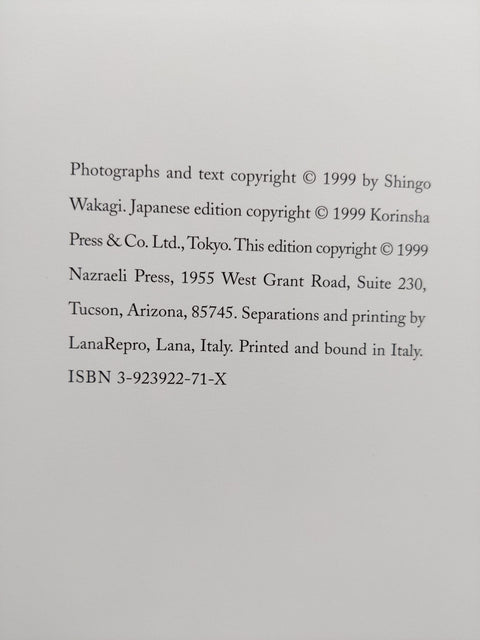 Photographs and text copyright © 1999 by Shingo
Wakagi. Japanese edition copyright © 1999 Korinsha
Press & Co. Ltd., Tokyo. This edition copyright © 1999
Nazraeli Press, 1955 West Grant Road, Suite 230,
Tucson, Arizona, 85745. Separations and printing by
LanaRepro, Lana, Italy. Printed and bound in Italy.
ISBN 3-923922-71-X